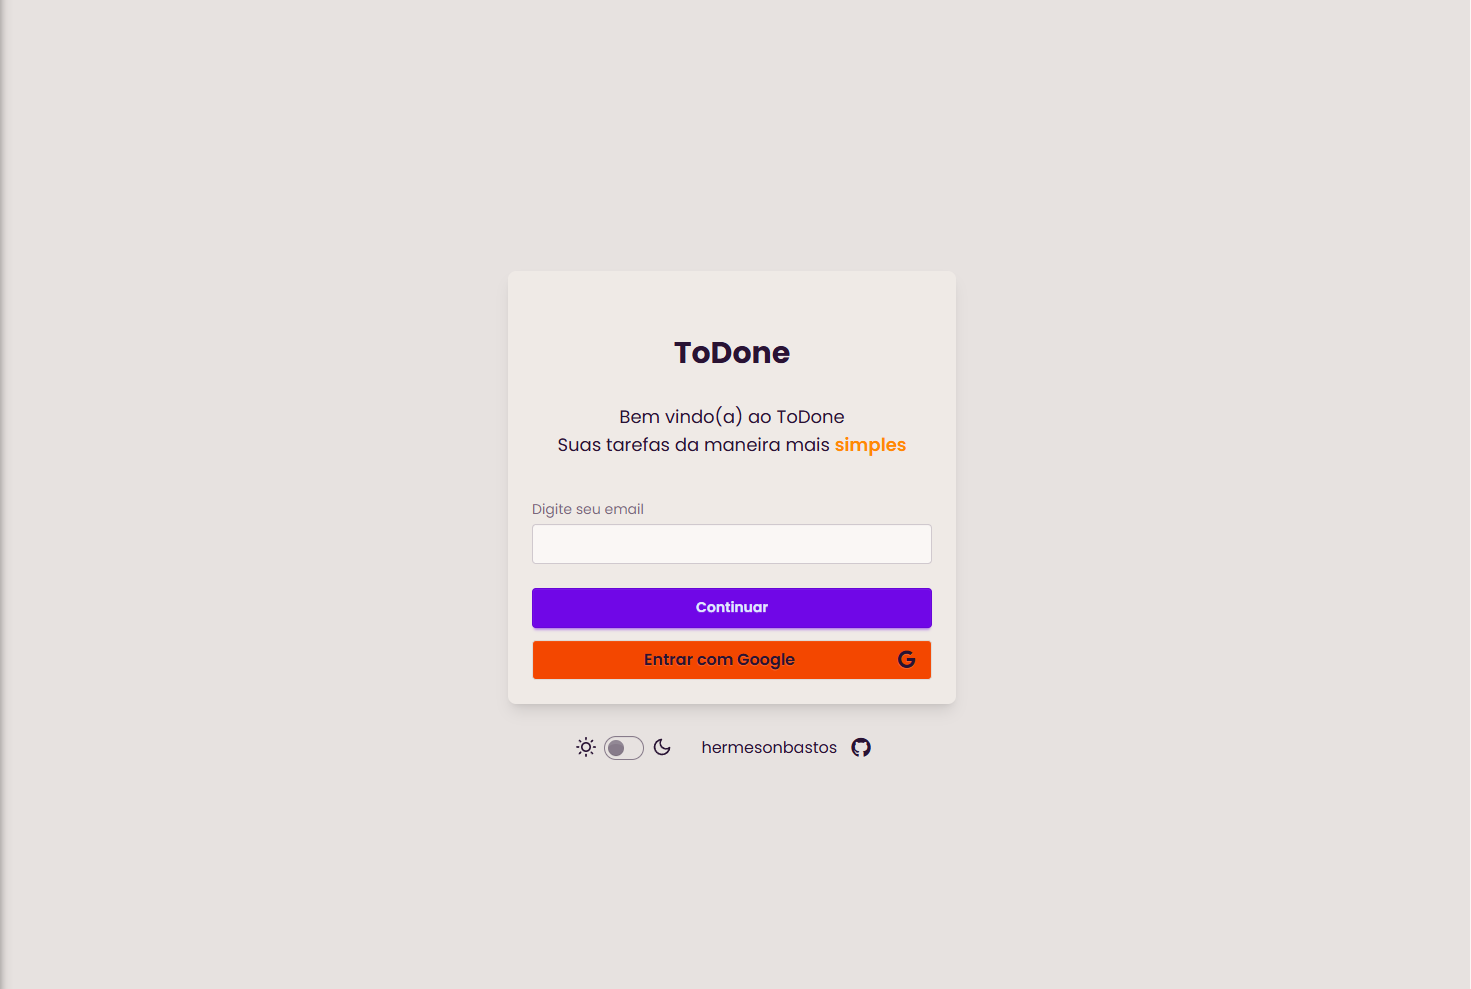 ToDone
Bem vindo(a) ao ToDone
Suas tarefas da maneira mais simples
Digite seu email
Continuar
Entrar com Google
hermesonbastos